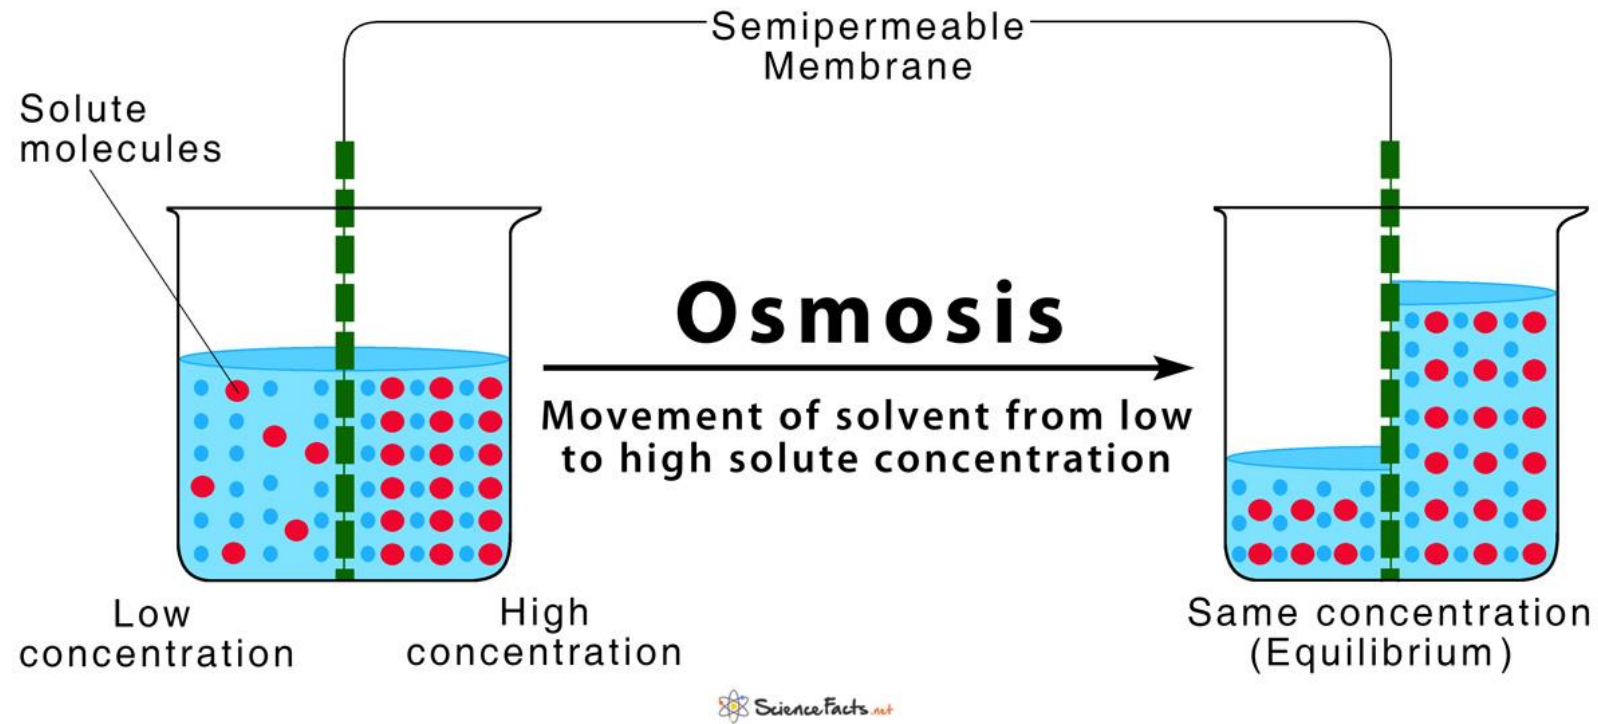 Semipermeable
Membrane
Solute
molecules
Osmosis
Movement of solvent from low
to high solute concentration
Low
concentration
High
concentration
Same concentration
(Equilibrium)
ScienceFacts.net